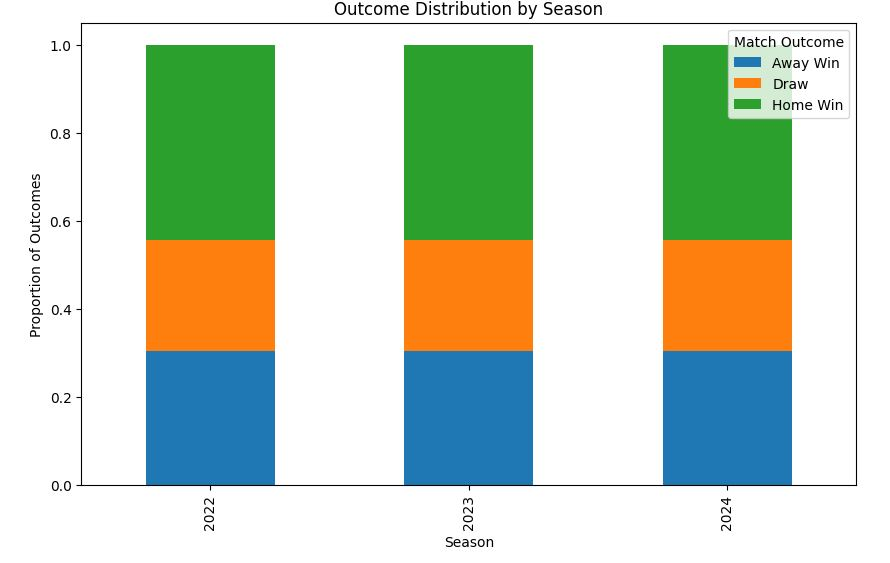 Outcome Distribution by Season
Match Outcome
Away Win
Draw
Home Win
Proportion of Outcomes
1.0
0.8
0.6
0.4
0.2
0.0
2022
2023
2024
Season